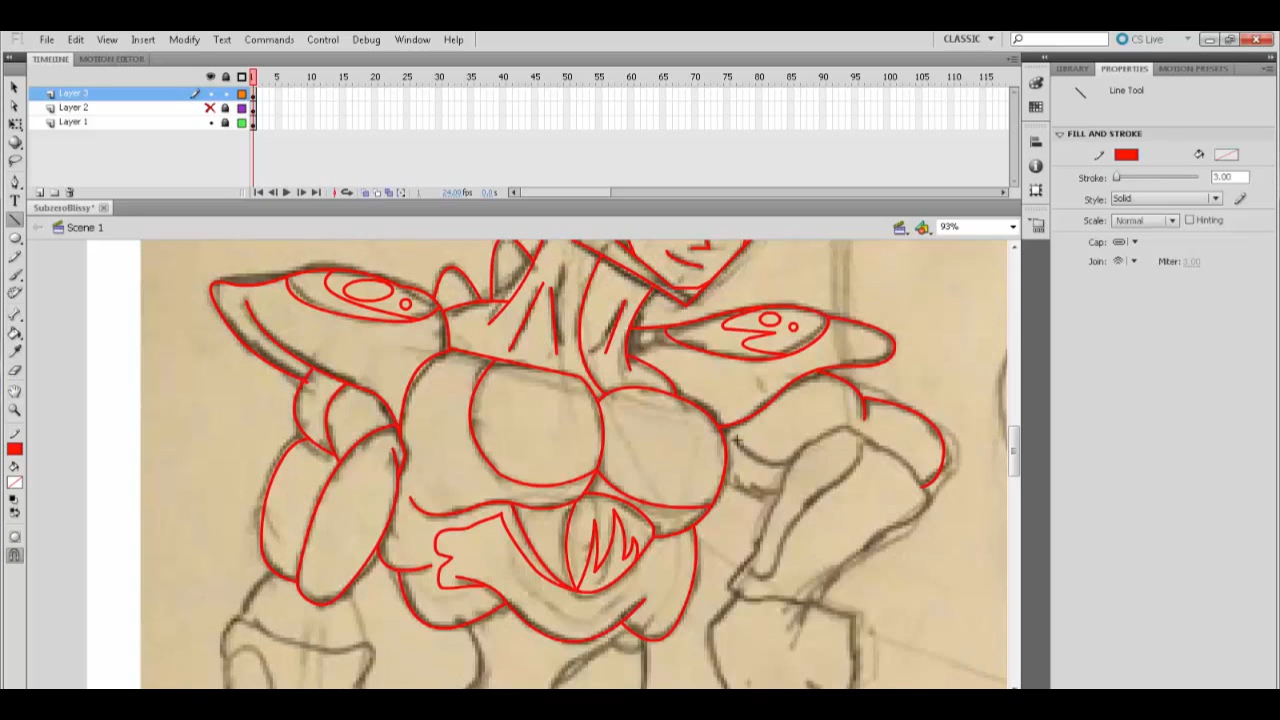 Fl File Edit View Insert Modify Text Commands Control Debug Window Help CLASSIC CS Live
TIMELINE MOTION EDITOR
1 5 10 15 20 25 30 35 40 45 50 55 60 65 70 75 80 85 90 95 100 105 110 115
Layer 3
Layer 2
Layer 1
1 24.00 fps 0.0 s
SubzeroBlissy*
Scene 1 93%
LIBRARY PROPERTIES MOTION PRESETS
Line Tool
FILL AND STROKE
Stroke: 3.00
Style: Solid
Scale: Normal Hinting
Cap:
Join: Miter: 3.00